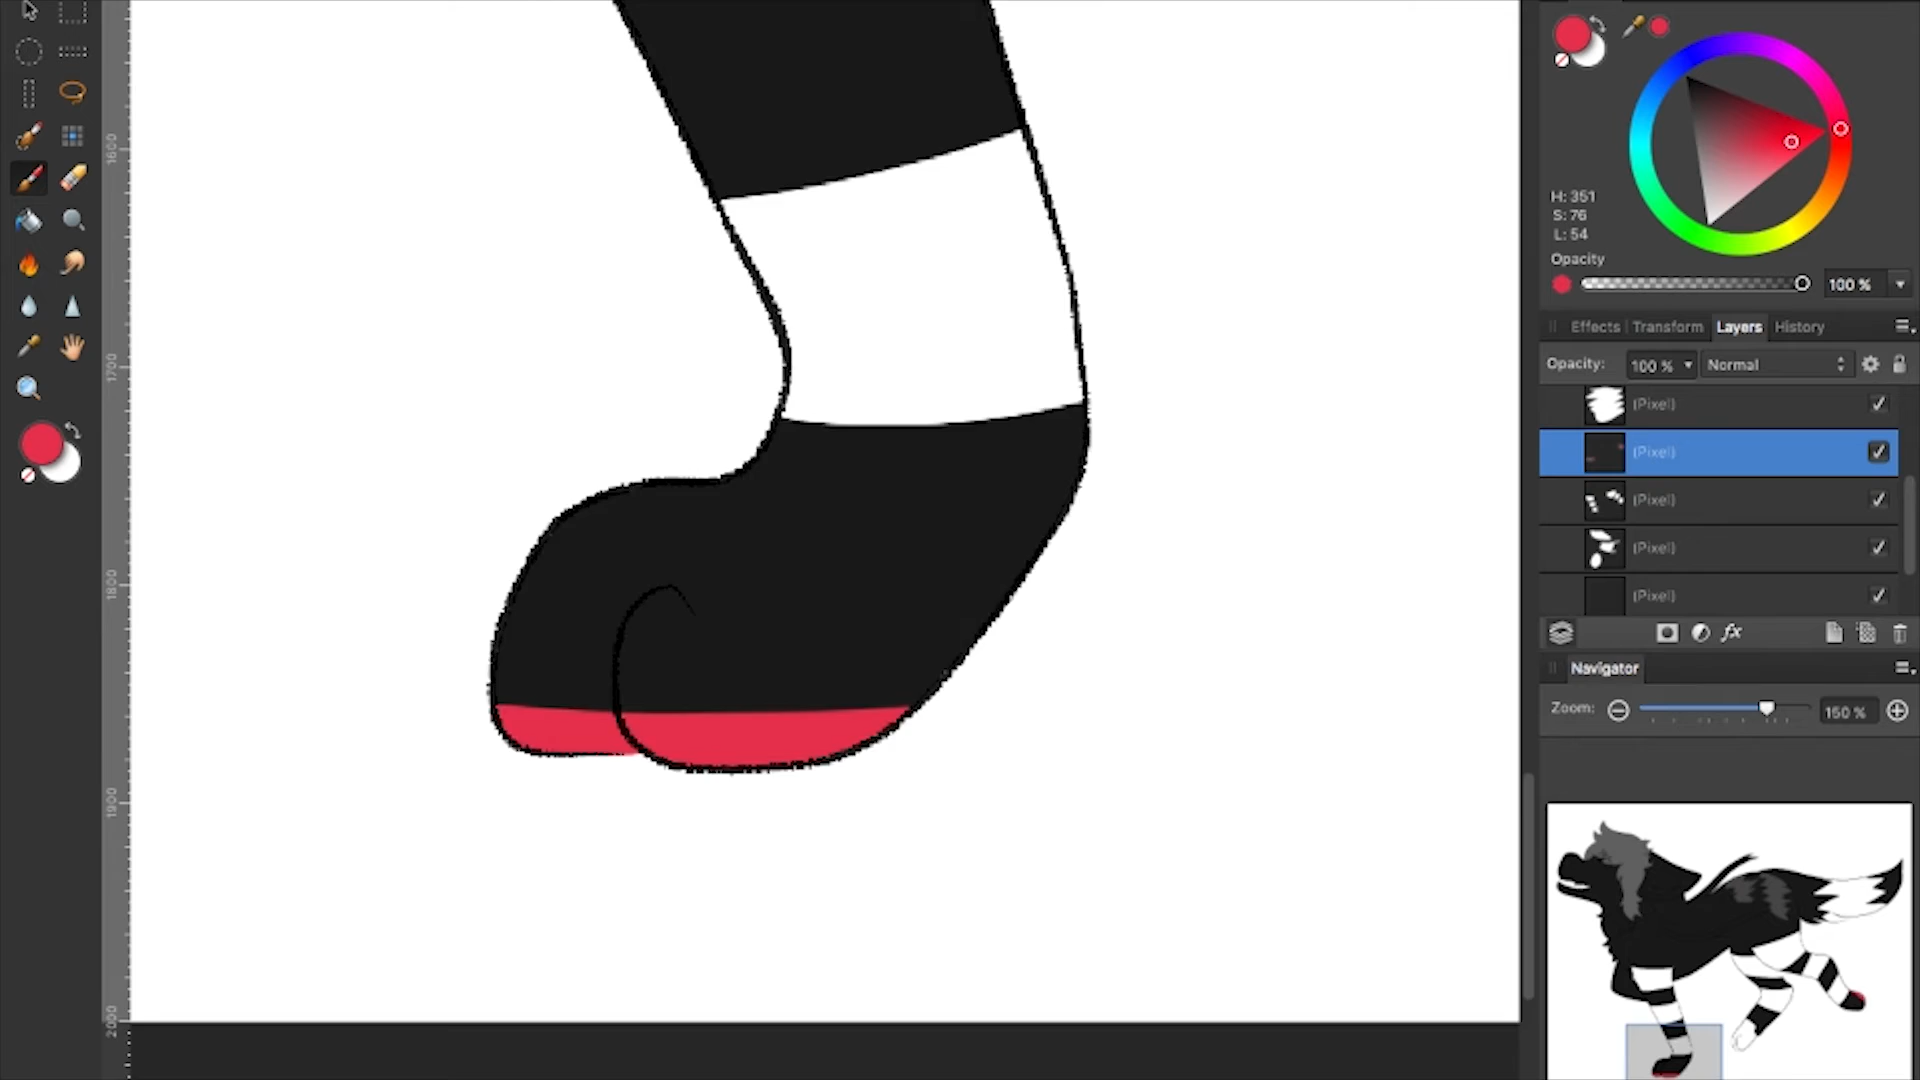 1600
1700
1800
1900
2000
H: 351
S: 76
L: 54
Opacity
100 %
Effects Transform Layers History
Opacity: 100 % Normal
(Pixel)
(Pixel)
(Pixel)
(Pixel)
(Pixel)
fx
Navigator
Zoom: 150 %